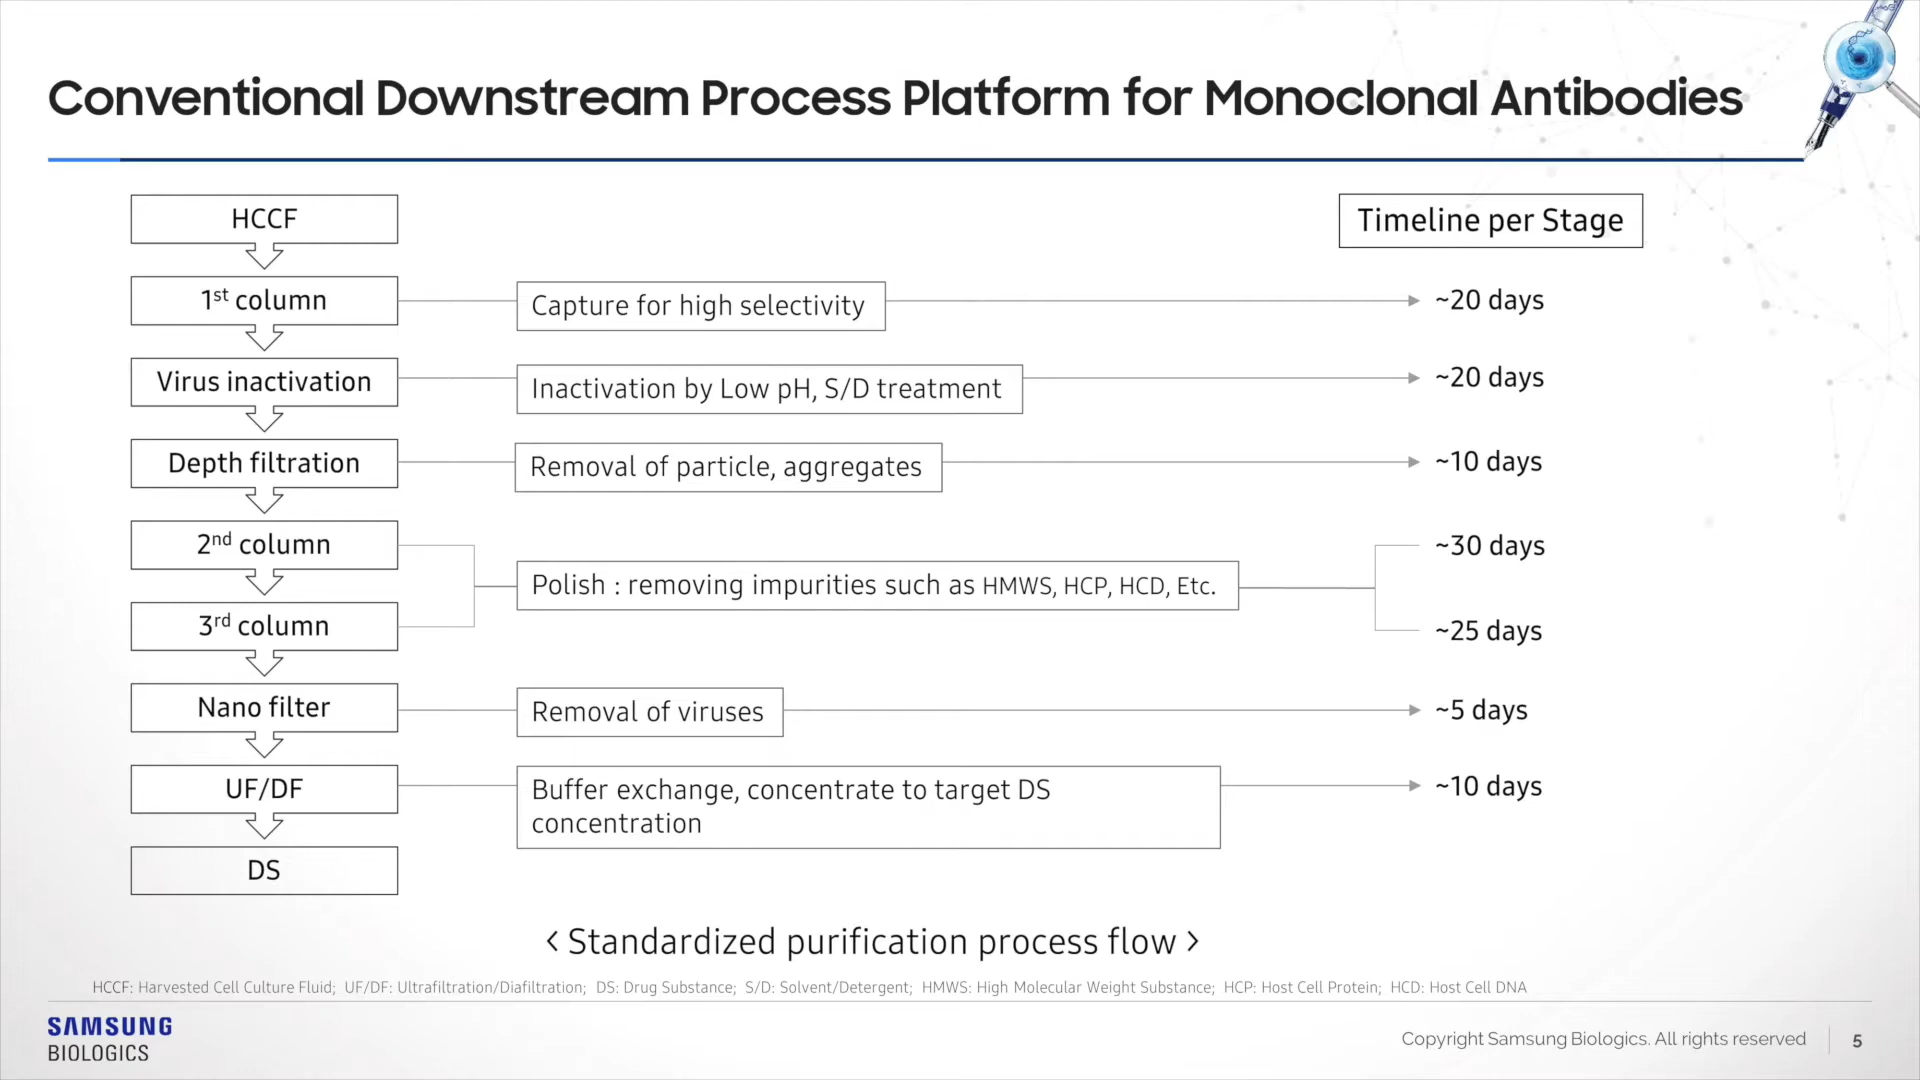 Conventional Downstream Process Platform for Monoclonal Antibodies
HCCF
Timeline per Stage
1st column
Capture for high selectivity
~20 days
Virus inactivation
Inactivation by Low pH, S/D treatment
~20 days
Depth filtration
Removal of particle, aggregates
~10 days
2nd column
~30 days
Polish : removing impurities such as HMWS, HCP, HCD, Etc.
3rd column
~25 days
Nano filter
Removal of viruses
~5 days
UF/DF
Buffer exchange, concentrate to target DS
concentration
~10 days
DS
< Standardized purification process flow >
HCCF: Harvested Cell Culture Fluid; UF/DF: Ultrafiltration/Diafiltration; DS: Drug Substance; S/D: Solvent/Detergent; HMWS: High Molecular Weight Substance; HCP: Host Cell Protein; HCD: Host Cell DNA
SAMSUNG
BIOLOGICS
Copyright Samsung Biologics. All rights reserved
5